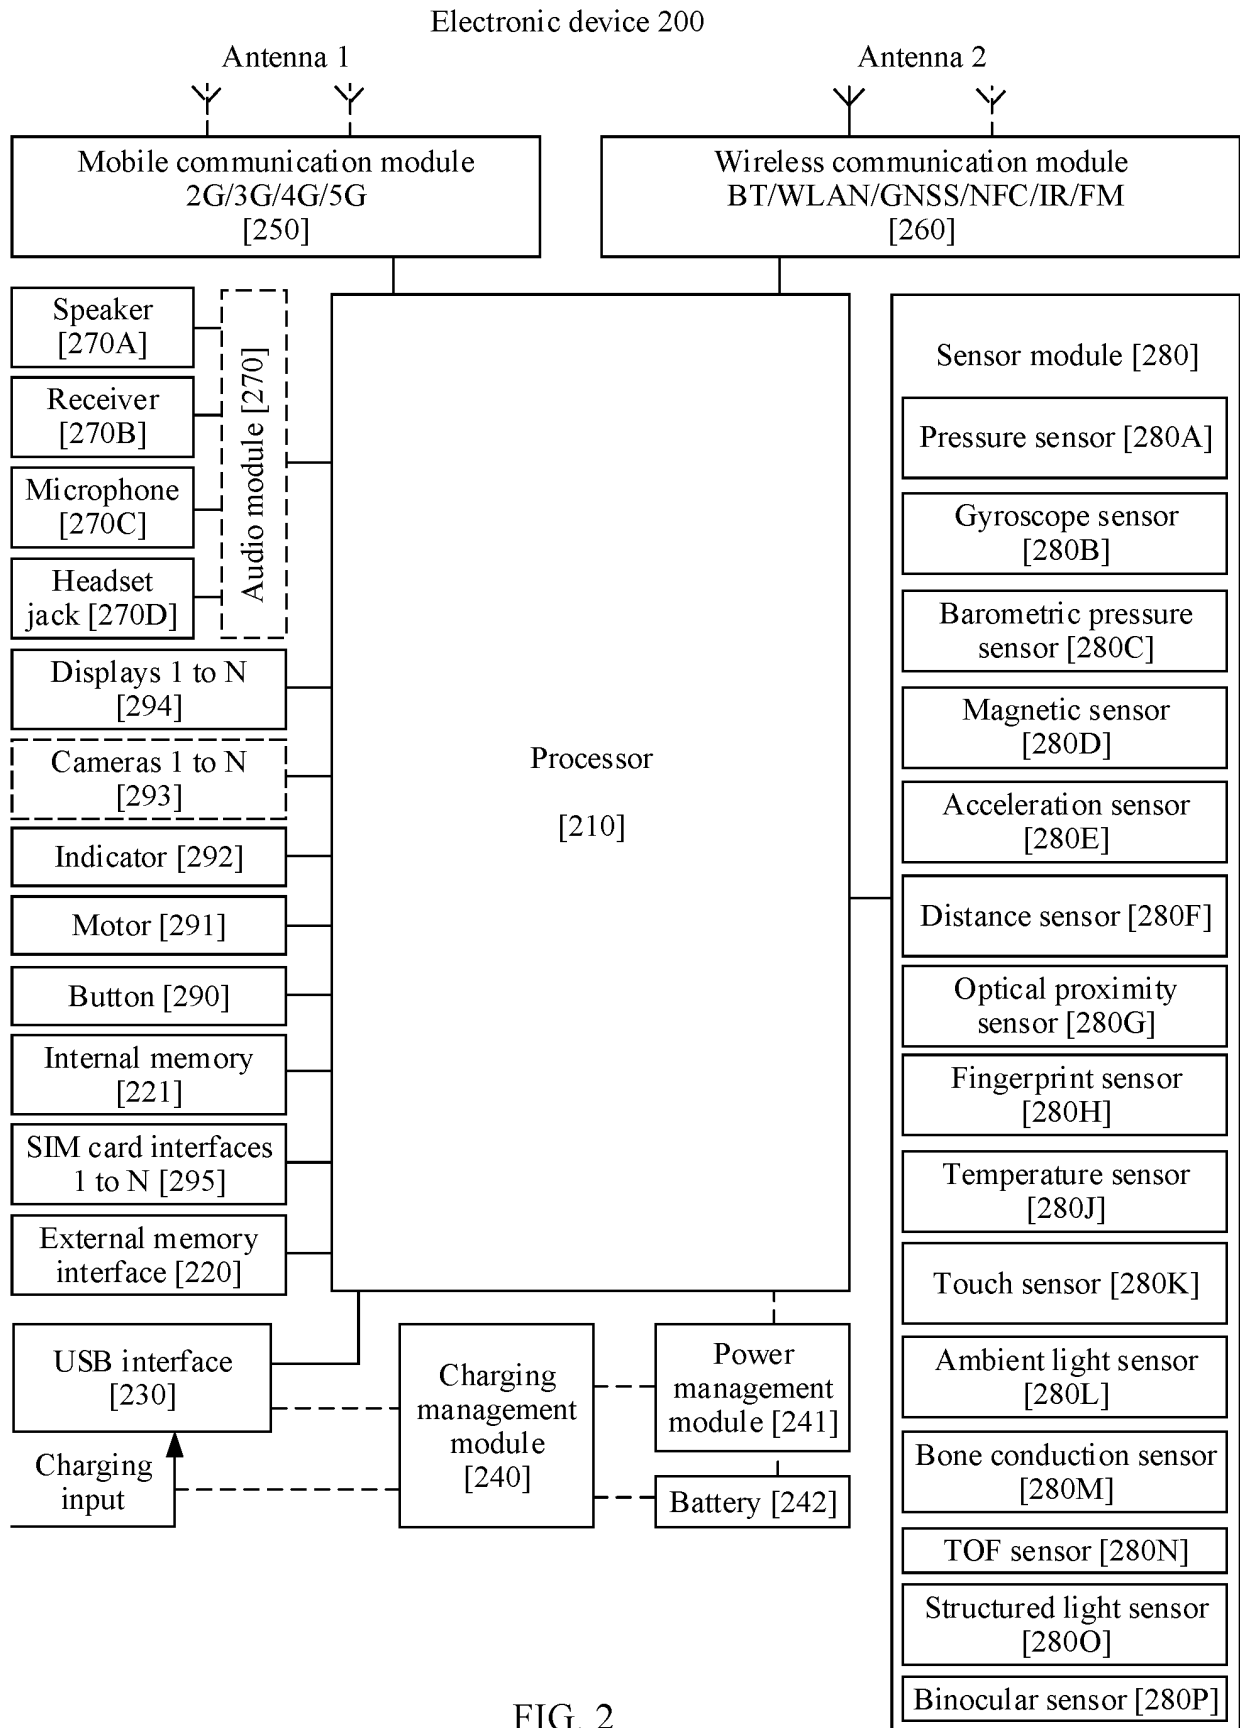 Electronic device 200
Antenna 1
Antenna 2
Mobile communication module
2G/3G/4G/5G
[250]
Wireless communication module
BT/WLAN/GNSS/NFC/IR/FM
[260]
Speaker
[270A]
Receiver
[270B]
Microphone
[270C]
Headset
jack [270D]
Audio module [270]
Displays 1 to N
[294]
Cameras 1 to N
[293]
Indicator [292]
Motor [291]
Button [290]
Internal memory
[221]
SIM card interfaces
1 to N [295]
External memory
interface [220]
Processor
[210]
USB interface
[230]
Charging
input
Charging
management
module
[240]
Power
management
module [241]
Battery [242]
Sensor module [280]
Pressure sensor [280A]
Gyroscope sensor
[280B]
Barometric pressure
sensor [280C]
Magnetic sensor
[280D]
Acceleration sensor
[280E]
Distance sensor [280F]
Optical proximity
sensor [280G]
Fingerprint sensor
[280H]
Temperature sensor
[280J]
Touch sensor [280K]
Ambient light sensor
[280L]
Bone conduction sensor
[280M]
TOF sensor [280N]
Structured light sensor
[280O]
Binocular sensor [280P]
FIG. 2